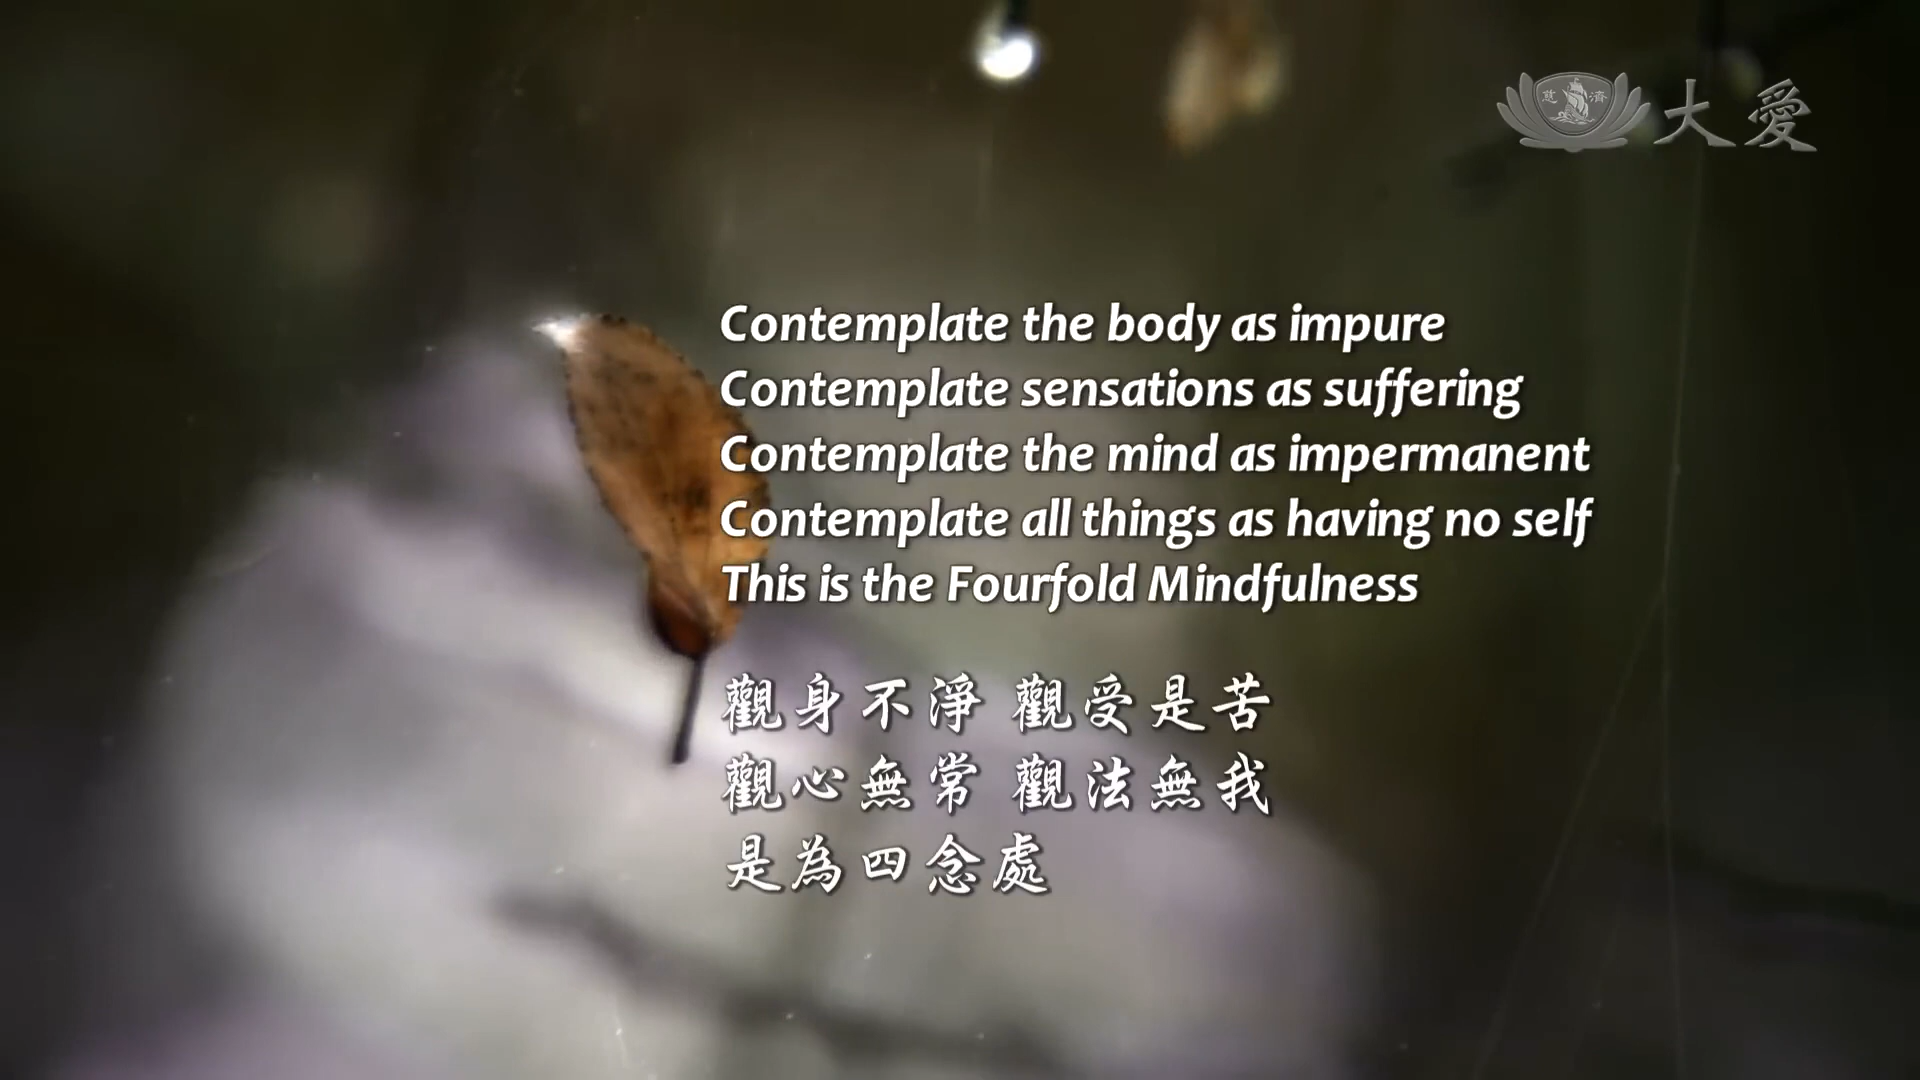 慈濟
大愛
Contemplate the body as impure
Contemplate sensations as suffering
Contemplate the mind as impermanent
Contemplate all things as having no self
This is the Fourfold Mindfulness
觀身不淨 觀受是苦
觀心無常 觀法無我
是為四念處